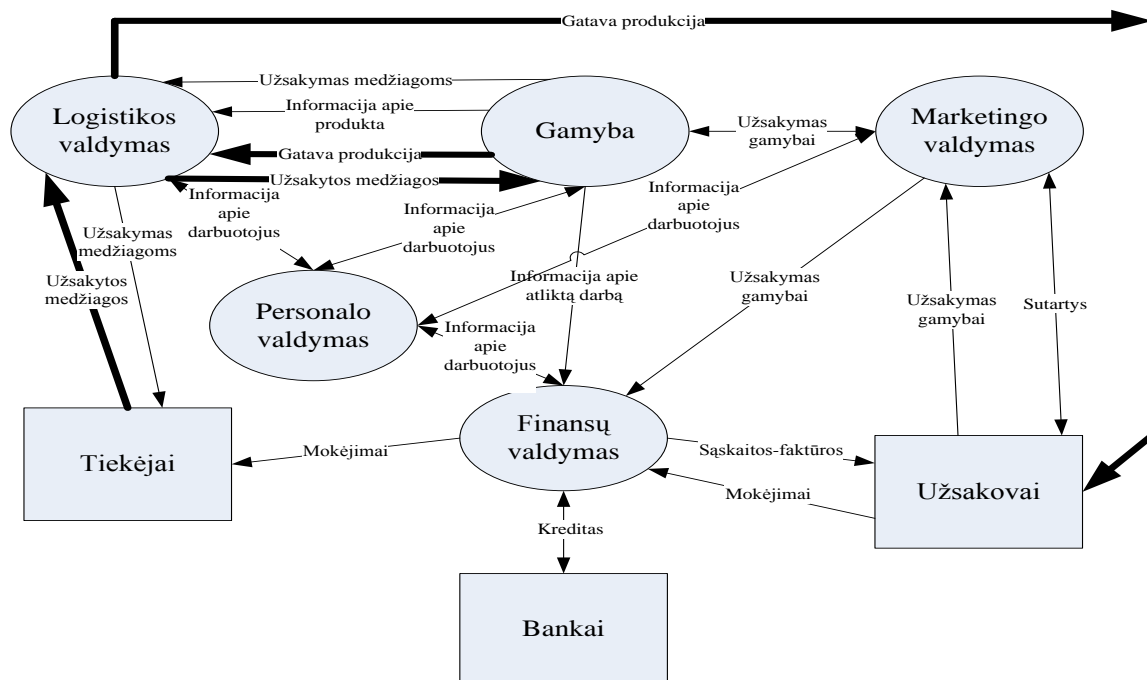 Gatava produkcija
Užsakymas medžiagoms
Informacija apie
produkta
Gatava produkcija
Užsakytos medžiagos
Logistikos
valdymas
Gamyba
Užsakymas
gamybai
Marketingo
valdymas
Informacija
apie
darbuotojus
Informacija
apie
darbuotojus
Informacija
apie
darbuotojus
Užsakymas
medžiagoms
Užsakytos
medžiagos
Personalo
valdymas
Informacija apie
atliktą darbą
Užsakymas
gamybai
Užsakymas
gamybai
Sutartys
Informacija
apie
darbuotojus
Tiekėjai
Mokėjimai
Finansų
valdymas
Sąskaitos-faktūros
Mokėjimai
Užsakovai
Kreditas
Bankai